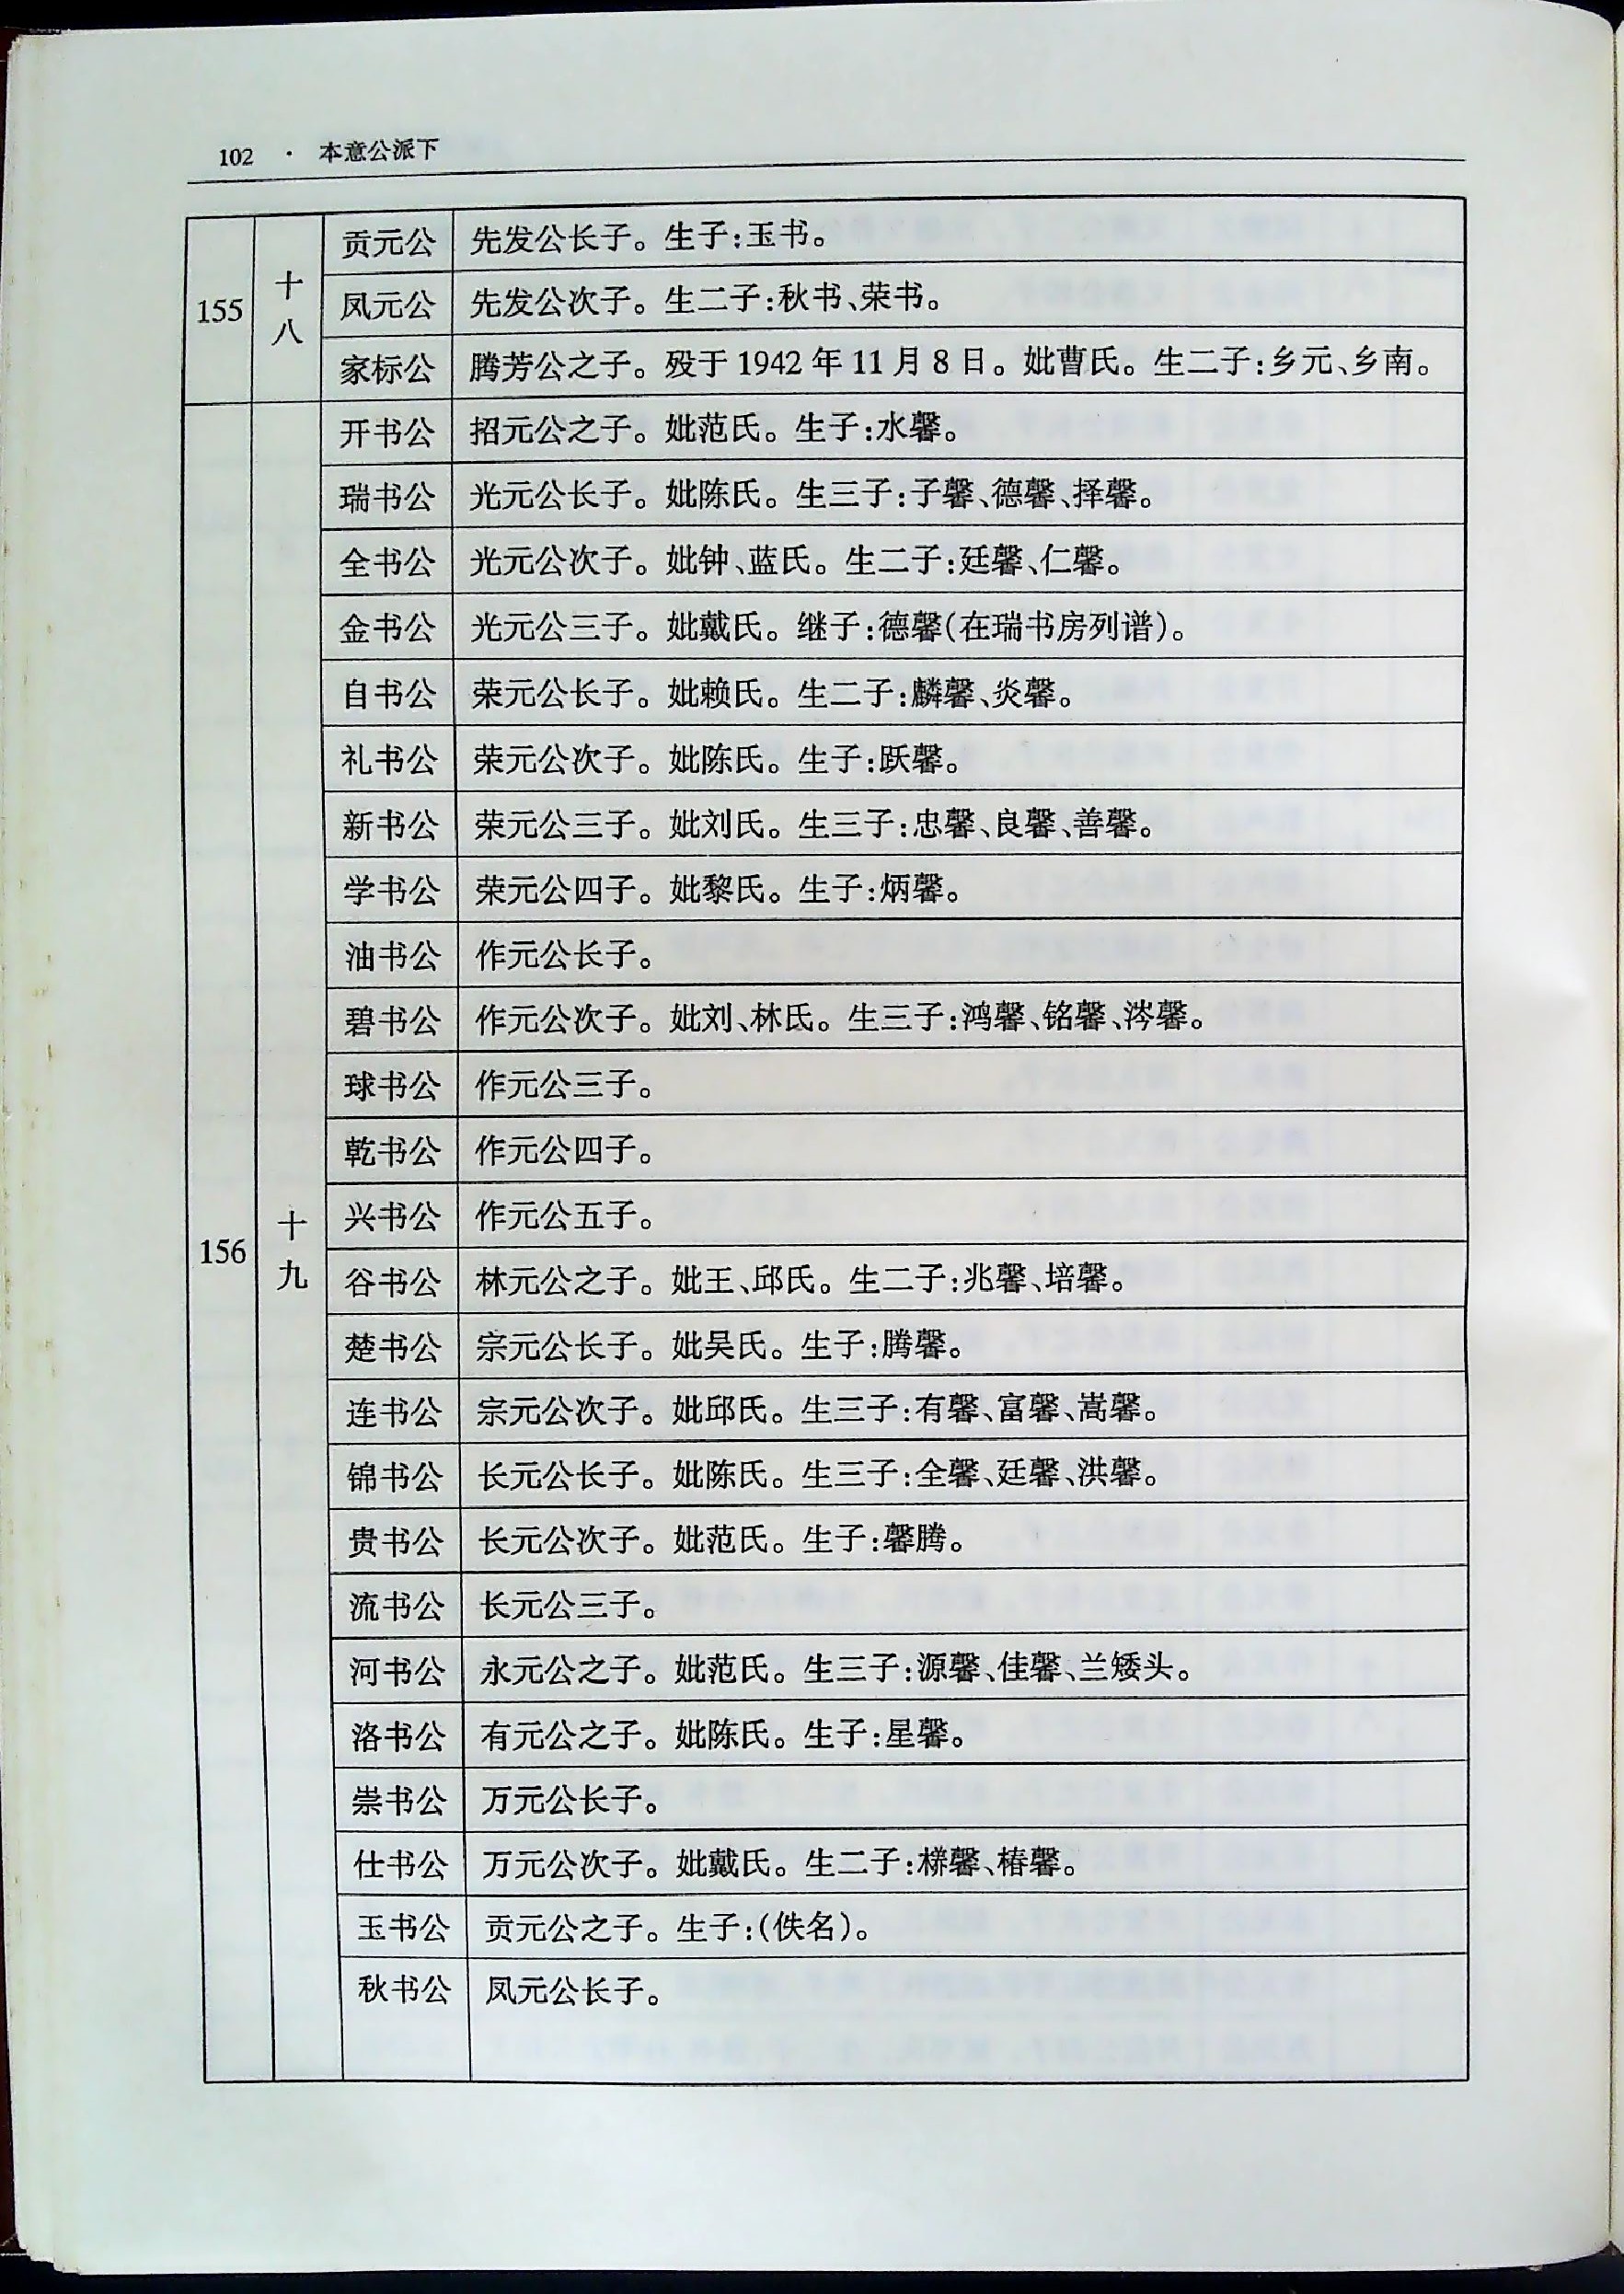 102 · 本意公派下
155 十八 贡元公 先发公长子。生子:玉书。
凤元公 先发公次子。生二子:秋书、荣书。
家标公 腾芳公之子。殁于1942年11月8日。妣曹氏。生二子:乡元、乡南。
156 十九 开书公 招元公之子。妣范氏。生子:水馨。
瑞书公 光元公长子。妣陈氏。生三子:子馨、德馨、择馨。
全书公 光元公次子。妣钟、蓝氏。生二子:廷馨、仁馨。
金书公 光元公三子。妣戴氏。继子:德馨(在瑞书房列谱)。
自书公 荣元公长子。妣赖氏。生二子:麟馨、炎馨。
礼书公 荣元公次子。妣陈氏。生子:跃馨。
新书公 荣元公三子。妣刘氏。生三子:忠馨、良馨、善馨。
学书公 荣元公四子。妣黎氏。生子:炳馨。
油书公 作元公长子。
碧书公 作元公次子。妣刘、林氏。生三子:鸿馨、铭馨、涔馨。
球书公 作元公三子。
乾书公 作元公四子。
兴书公 作元公五子。
谷书公 林元公之子。妣王、邱氏。生二子:兆馨、培馨。
楚书公 宗元公长子。妣吴氏。生子:腾馨。
连书公 宗元公次子。妣邱氏。生三子:有馨、富馨、嵩馨。
锦书公 长元公长子。妣陈氏。生三子:全馨、廷馨、洪馨。
贵书公 长元公次子。妣范氏。生子:馨腾。
流书公 长元公三子。
河书公 永元公之子。妣范氏。生三子:源馨、佳馨、兰矮头。
洛书公 有元公之子。妣陈氏。生子:星馨。
崇书公 万元公长子。
仕书公 万元公次子。妣戴氏。生二子:梯馨、椿馨。
玉书公 贡元公之子。生子:(佚名)。
秋书公 凤元公长子。